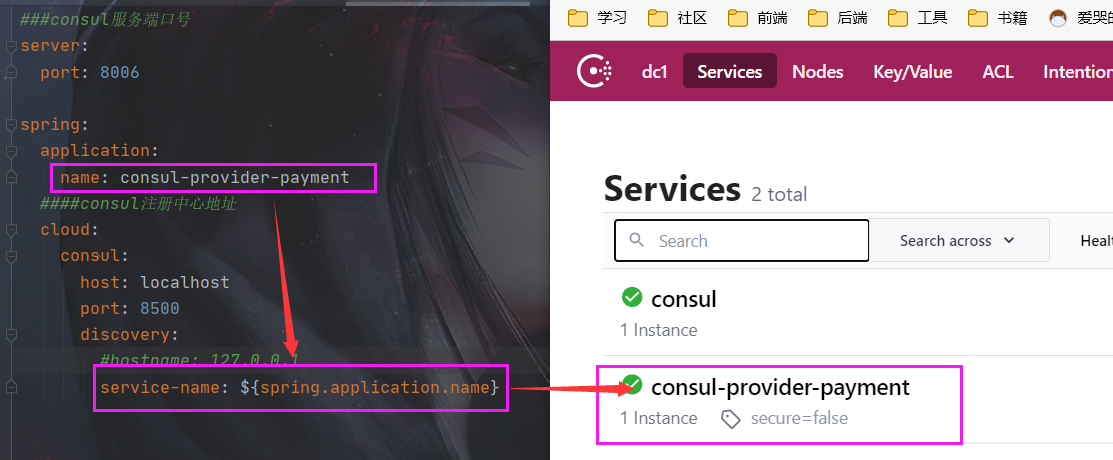 ###consul服务端口号
server:
port: 8006
spring:
application:
name: consul-provider-payment
####consul注册中心地址
cloud:
consul:
host: localhost
port: 8500
discovery:
#hostname: 127.0.0.1
service-name: ${spring.application.name}
学习 社区 前端 后端 工具 书籍 爱哭的
dc1 Services Nodes Key/Value ACL Intention
Services 2 total
Search Search across Healt
consul
1 Instance
consul-provider-payment
1 Instance secure=false